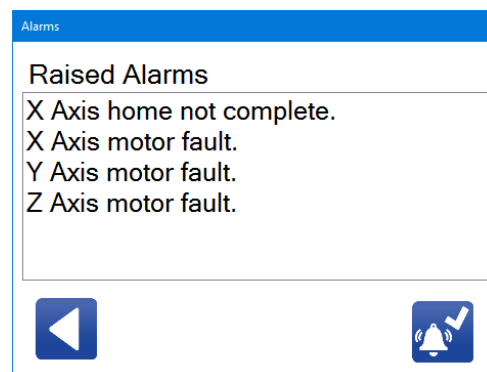 Alarms
Raised Alarms
X Axis home not complete.
X Axis motor fault.
Y Axis motor fault.
Z Axis motor fault.